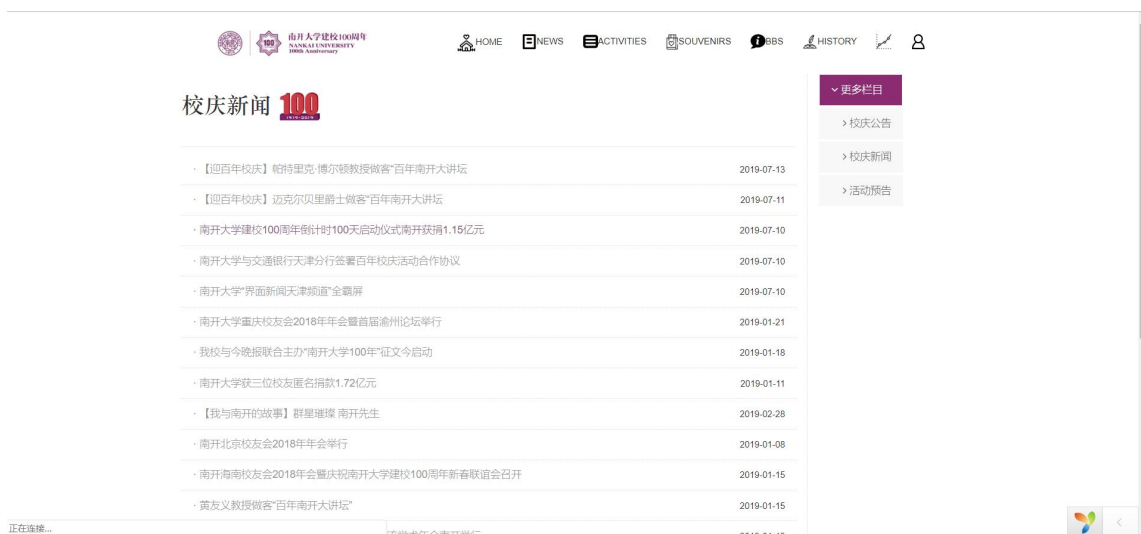 南开大学建校100周年
NANKAI UNIVERSITY
100th Anniversary
100
HOME
NEWS
ACTIVITIES
SOUVENIRS
BBS
HISTORY
校庆新闻 100
1919-2019
更多栏目
校庆公告
校庆新闻
活动预告
·【迎百年校庆】帕特里克·博尔顿教授做客“百年南开大讲坛 2019-07-13
·【迎百年校庆】迈克尔贝里爵士做客“百年南开大讲坛 2019-07-11
· 南开大学建校100周年倒计时100天启动仪式南开获捐1.15亿元 2019-07-10
· 南开大学与交通银行天津分行签署百年校庆活动合作协议 2019-07-10
· 南开大学“界面新闻天津频道”全霸屏 2019-07-10
· 南开大学重庆校友会2018年年会暨首届渝州论坛举行 2019-01-21
· 我校与今晚报联合主办“南开大学100年”征文今启动 2019-01-18
· 南开大学获三位校友匿名捐款1.72亿元 2019-01-11
·【我与南开的故事】群星璀璨 南开先生 2019-02-28
· 南开北京校友会2018年年会举行 2019-01-08
· 南开海南校友会2018年会暨庆祝南开大学建校100周年新春联谊会召开 2019-01-15
· 黄友义教授做客“百年南开大讲坛” 2019-01-15
正在连接...